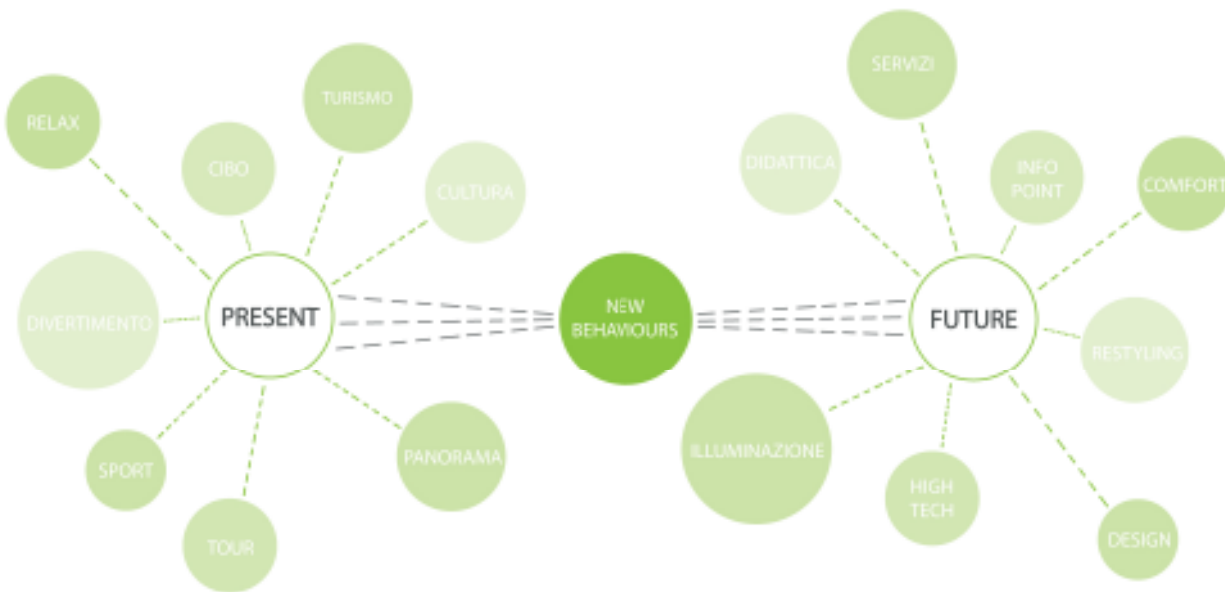 RELAX
CIBO
TURISMO
CULTURA
DIVERTIMENTO
PRESENT
SPORT
TOUR
PANORAMA
NEW
BEHAVIOURS
SERVIZI
DIDATTICA
INFO
POINT
COMFORT
FUTURE
RESTYLING
ILLUMINAZIONE
HIGH
TECH
DESIGN